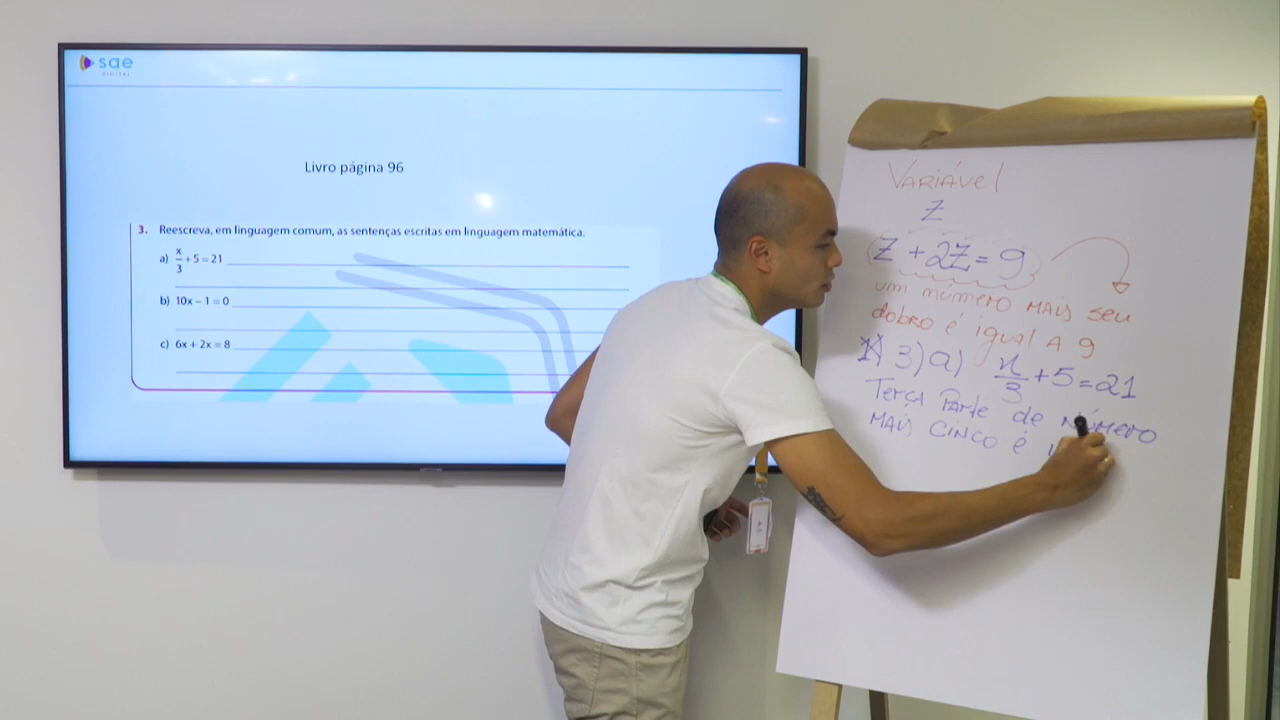 sae
DIGITAL
Livro página 96
3. Reescreva, em linguagem comum, as sentenças escritas em linguagem matemática.
a) x/3 + 5 = 21
b) 10x – 1 = 0
c) 6x + 2x = 8
VARIÁVEL
Z
Z + 2Z = 9
um número MAIS seu
dobro é igual A 9
3) a) x/3 + 5 = 21
Terça Parte de Número
MAIS CINCO é